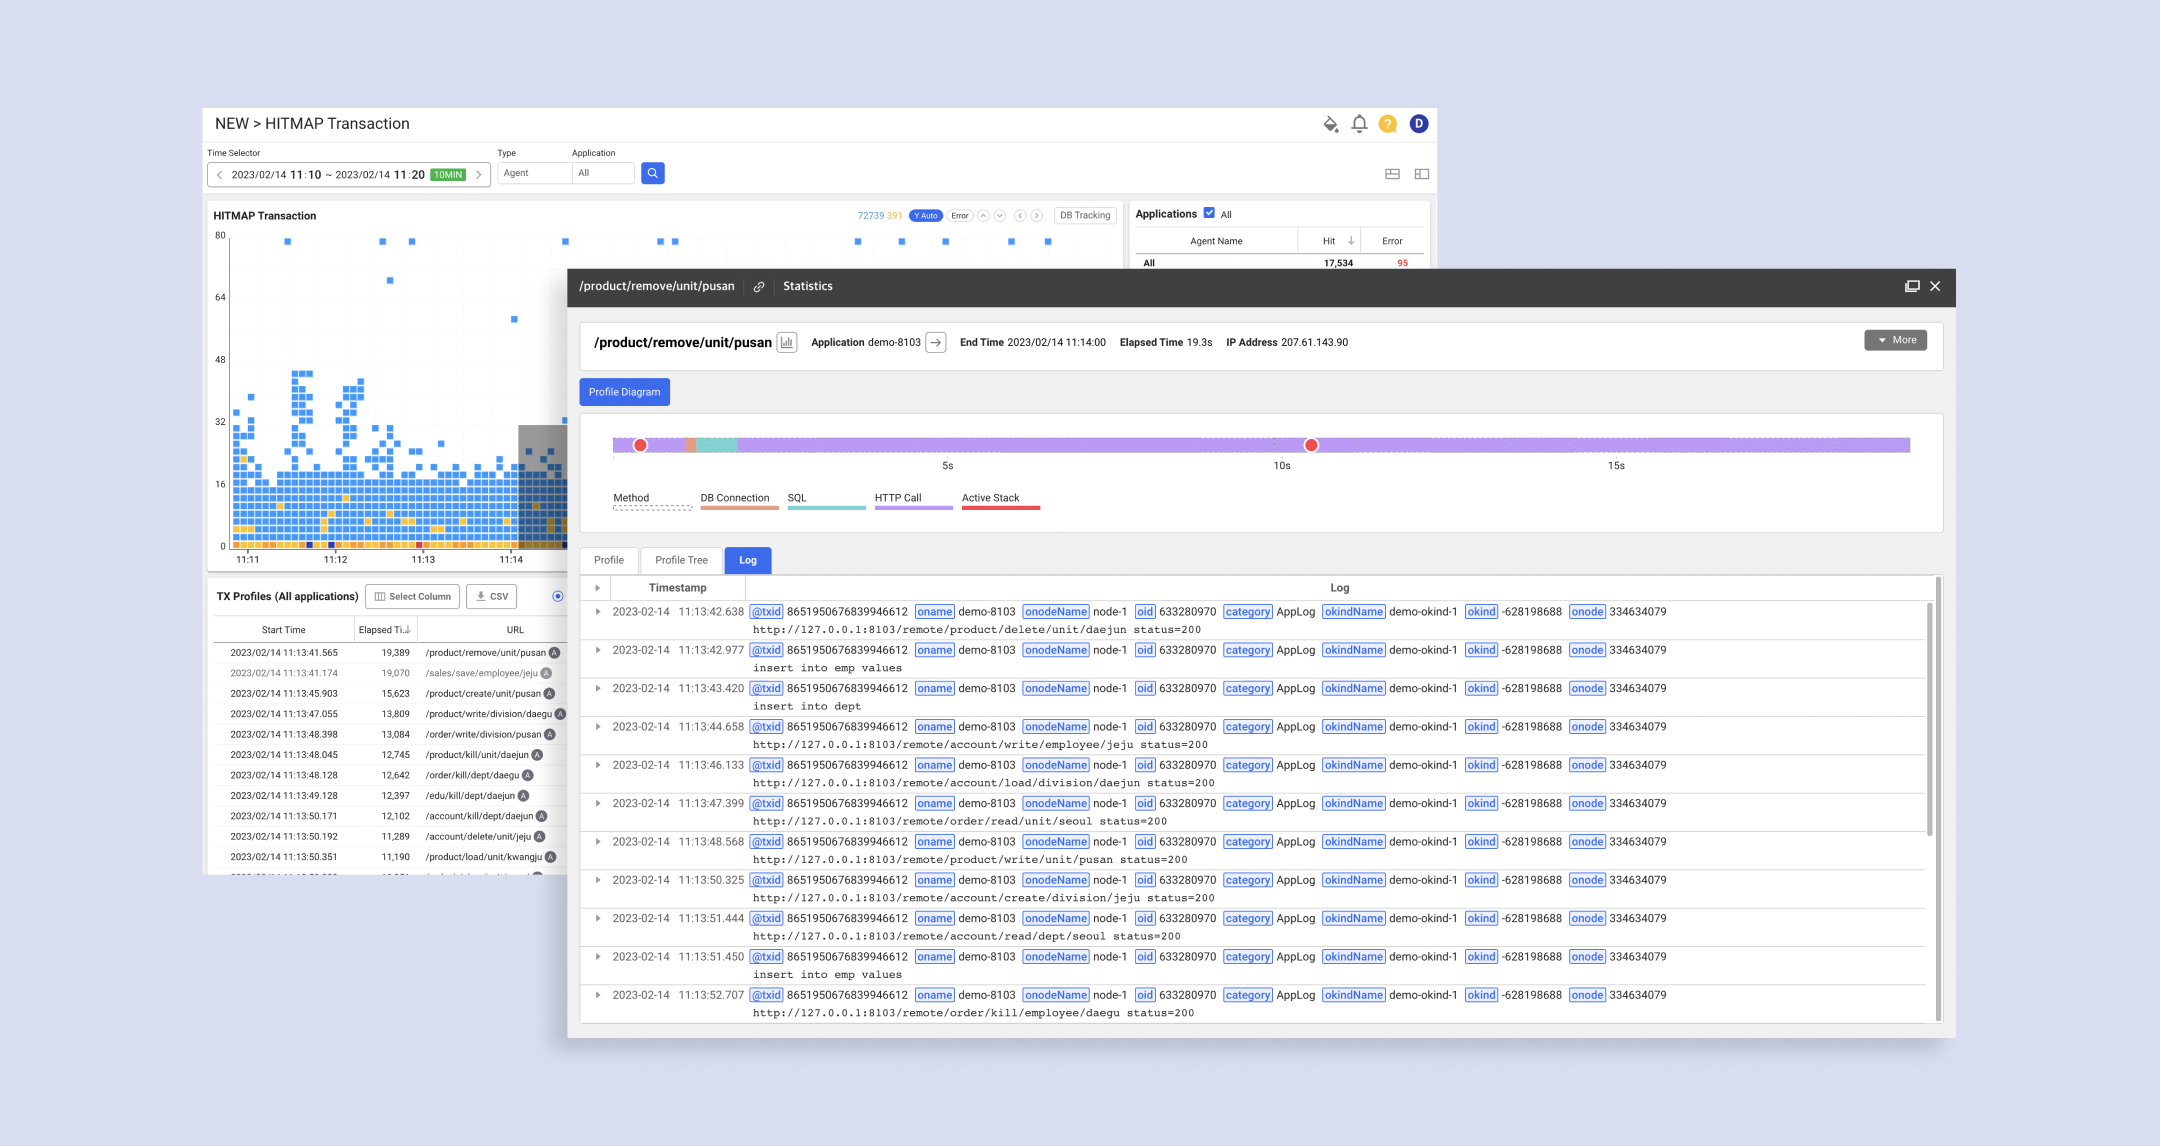 NEW > HITMAP Transaction
? D
Time Selector Type Application
2023/02/14 11:10 ~ 2023/02/14 11:20 10MIN Agent All
HITMAP Transaction 72739 391 Y Auto Error DB Tracking
Applications All
Agent Name Hit Error
All 17,534 95
80
64
48
32
16
0
11:11 11:12 11:13 11:14
TX Profiles (All applications) Select Column CSV
Start Time Elapsed Ti.. URL
2023/02/14 11:13:41.565 19,389 /product/remove/unit/pusan A
2023/02/14 11:13:41.174 19,070 /sales/save/employee/jeju A
2023/02/14 11:13:45.903 15,623 /product/create/unit/pusan A
2023/02/14 11:13:47.055 13,809 /product/write/division/daegu A
2023/02/14 11:13:48.398 13,084 /order/write/division/pusan A
2023/02/14 11:13:48.045 12,745 /product/kill/unit/daejun A
2023/02/14 11:13:48.128 12,642 /order/kill/dept/daegu A
2023/02/14 11:13:49.128 12,397 /edu/kill/dept/daejun A
2023/02/14 11:13:50.171 12,102 /account/kill/dept/daejun A
2023/02/14 11:13:50.192 11,289 /account/delete/unit/jeju A
2023/02/14 11:13:50.351 11,190 /product/load/unit/kwangju A
/product/remove/unit/pusan Statistics
/product/remove/unit/pusan Application demo-8103 End Time 2023/02/14 11:14:00 Elapsed Time 19.3s IP Address 207.61.143.90 More
Profile Diagram
5s 10s 15s
Method DB Connection SQL HTTP Call Active Stack
Profile Profile Tree Log
Timestamp Log
2023-02-14 11:13:42.638 @txid 8651950676839946612 oname demo-8103 onodeName node-1 oid 633280970 category AppLog okindName demo-okind-1 okind -628198688 onode 334634079
http://127.0.0.1:8103/remote/product/delete/unit/daejun status=200
2023-02-14 11:13:42.977 @txid 8651950676839946612 oname demo-8103 onodeName node-1 oid 633280970 category AppLog okindName demo-okind-1 okind -628198688 onode 334634079
insert into emp values
2023-02-14 11:13:43.420 @txid 8651950676839946612 oname demo-8103 onodeName node-1 oid 633280970 category AppLog okindName demo-okind-1 okind -628198688 onode 334634079
insert into dept
2023-02-14 11:13:44.658 @txid 8651950676839946612 oname demo-8103 onodeName node-1 oid 633280970 category AppLog okindName demo-okind-1 okind -628198688 onode 334634079
http://127.0.0.1:8103/remote/account/write/employee/jeju status=200
2023-02-14 11:13:46.133 @txid 8651950676839946612 oname demo-8103 onodeName node-1 oid 633280970 category AppLog okindName demo-okind-1 okind -628198688 onode 334634079
http://127.0.0.1:8103/remote/account/load/division/daejun status=200
2023-02-14 11:13:47.399 @txid 8651950676839946612 oname demo-8103 onodeName node-1 oid 633280970 category AppLog okindName demo-okind-1 okind -628198688 onode 334634079
http://127.0.0.1:8103/remote/order/read/unit/seoul status=200
2023-02-14 11:13:48.568 @txid 8651950676839946612 oname demo-8103 onodeName node-1 oid 633280970 category AppLog okindName demo-okind-1 okind -628198688 onode 334634079
http://127.0.0.1:8103/remote/product/write/unit/pusan status=200
2023-02-14 11:13:50.325 @txid 8651950676839946612 oname demo-8103 onodeName node-1 oid 633280970 category AppLog okindName demo-okind-1 okind -628198688 onode 334634079
http://127.0.0.1:8103/remote/account/create/division/jeju status=200
2023-02-14 11:13:51.444 @txid 8651950676839946612 oname demo-8103 onodeName node-1 oid 633280970 category AppLog okindName demo-okind-1 okind -628198688 onode 334634079
http://127.0.0.1:8103/remote/account/read/dept/seoul status=200
2023-02-14 11:13:51.450 @txid 8651950676839946612 oname demo-8103 onodeName node-1 oid 633280970 category AppLog okindName demo-okind-1 okind -628198688 onode 334634079
insert into emp values
2023-02-14 11:13:52.707 @txid 8651950676839946612 oname demo-8103 onodeName node-1 oid 633280970 category AppLog okindName demo-okind-1 okind -628198688 onode 334634079
http://127.0.0.1:8103/remote/order/kill/employee/daegu status=200